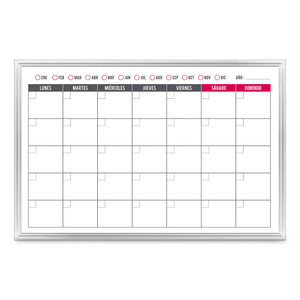 ENE FEB MAR ABR MAY JUN JUL AGO SEP OCT NOV DIC AÑO:
LUNES MARTES MIÉRCOLES JUEVES VIERNES SÁBADO DOMINGO